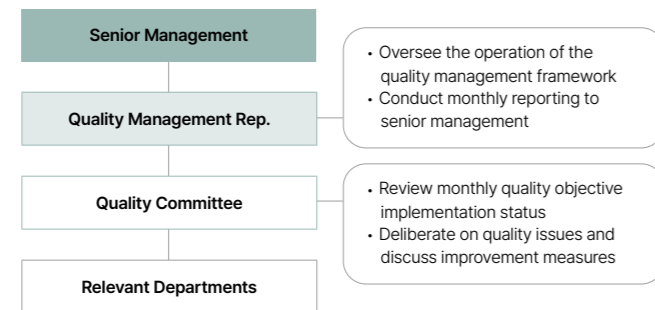 Senior Management
• Oversee the operation of the
quality management framework
• Conduct monthly reporting to
senior management
Quality Management Rep.
• Review monthly quality objective
implementation status
• Deliberate on quality issues and
discuss improvement measures
Quality Committee
Relevant Departments